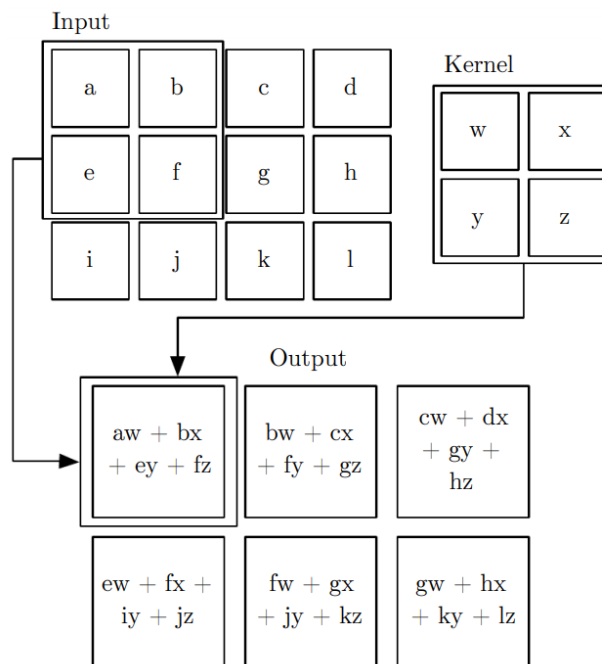 Input
Kernel
a b c d
w x
e f g h
y z
i j k l
Output
aw + bx
+ ey + fz
bw + cx
+ fy + gz
cw + dx
+ gy +
hz
ew + fx +
iy + jz
fw + gx
+ jy + kz
gw + hx
+ ky + lz